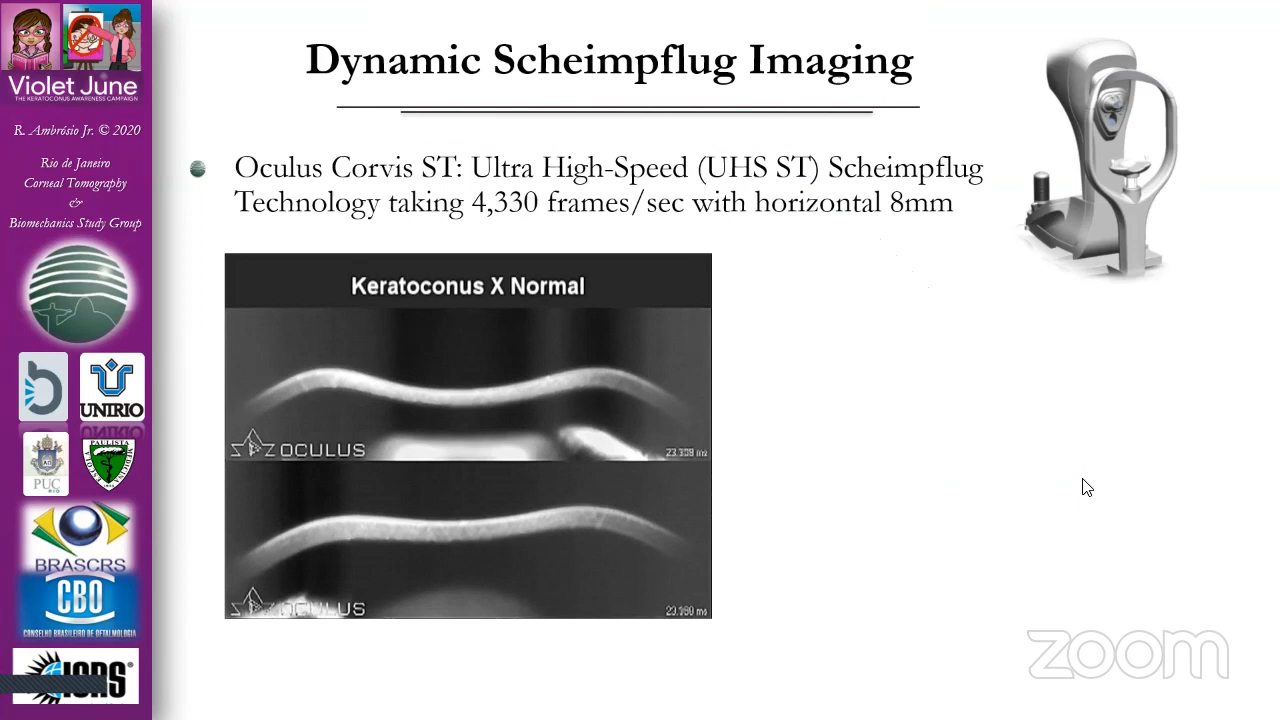 Violet June
THE KERATOCONUS AWARENESS CAMPAIGN
R. Ambrósio Jr. © 2020
Rio de Janeiro
Corneal Tomography
&
Biomechanics Study Group
UNIRIO
PUC
RIO
PAULISTA
BRASCRS
CBO
CONSELHO BRASILEIRO DE OFTALMOLOGIA
Dynamic Scheimpflug Imaging
Oculus Corvis ST: Ultra High-Speed (UHS ST) Scheimpflug
Technology taking 4,330 frames/sec with horizontal 8mm
Keratoconus X Normal
OCULUS
OCULUS
zoom